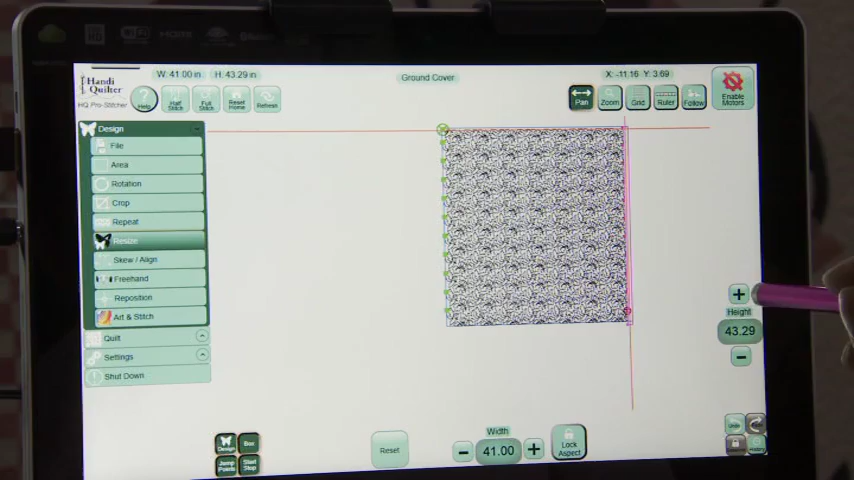 W: 41.00 in H: 43.29 in
Ground Cover
X: -11.16 Y: 3.69
Handi
Quilter
HQ Pro-Stitcher
Help
Half
Stitch
Full
Stitch
Reset
Home
Refresh
Pan
Zoom
Grid
Ruler
Follow
Enable
Motors
Design
File
Area
Rotation
Crop
Repeat
Resize
Skew / Align
Freehand
Reposition
Art & Stitch
Quilt
Settings
Shut Down
+
Height
43.29
-
Design
Box
Jump
Points
Start
Stop
Reset
Width
- 41.00 +
Lock
Aspect
Undo
History